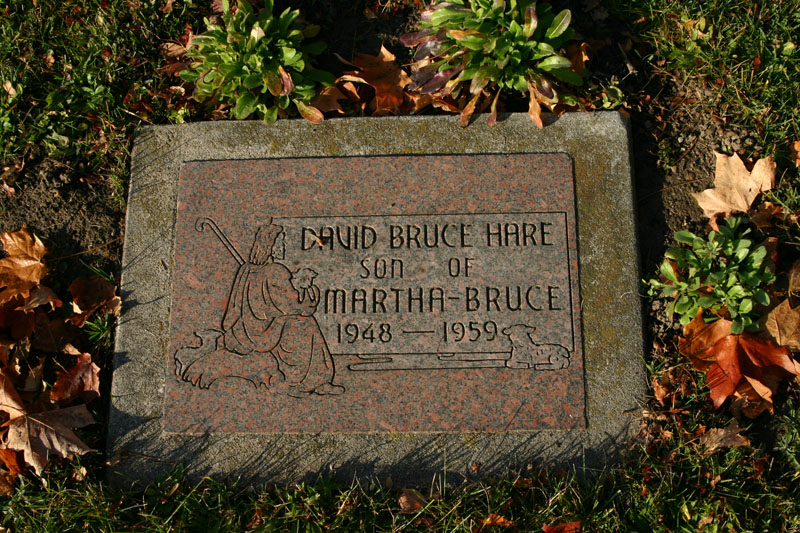 DAVID BRUCE HARE
SON OF
MARTHA-BRUCE
1948 — 1959